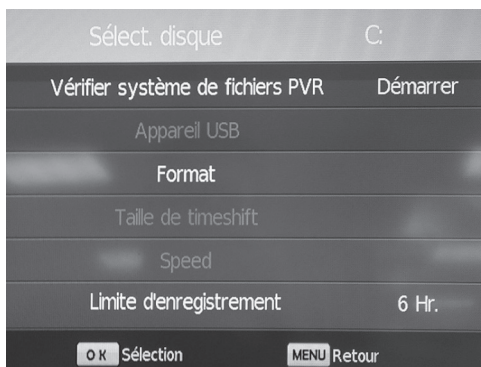 Sélect. disque C:
Vérifier système de fichiers PVR Démarrer
Appareil USB
Format
Taille de timeshift
Speed
Limite d'enregistrement 6 Hr.
OK Sélection MENU Retour